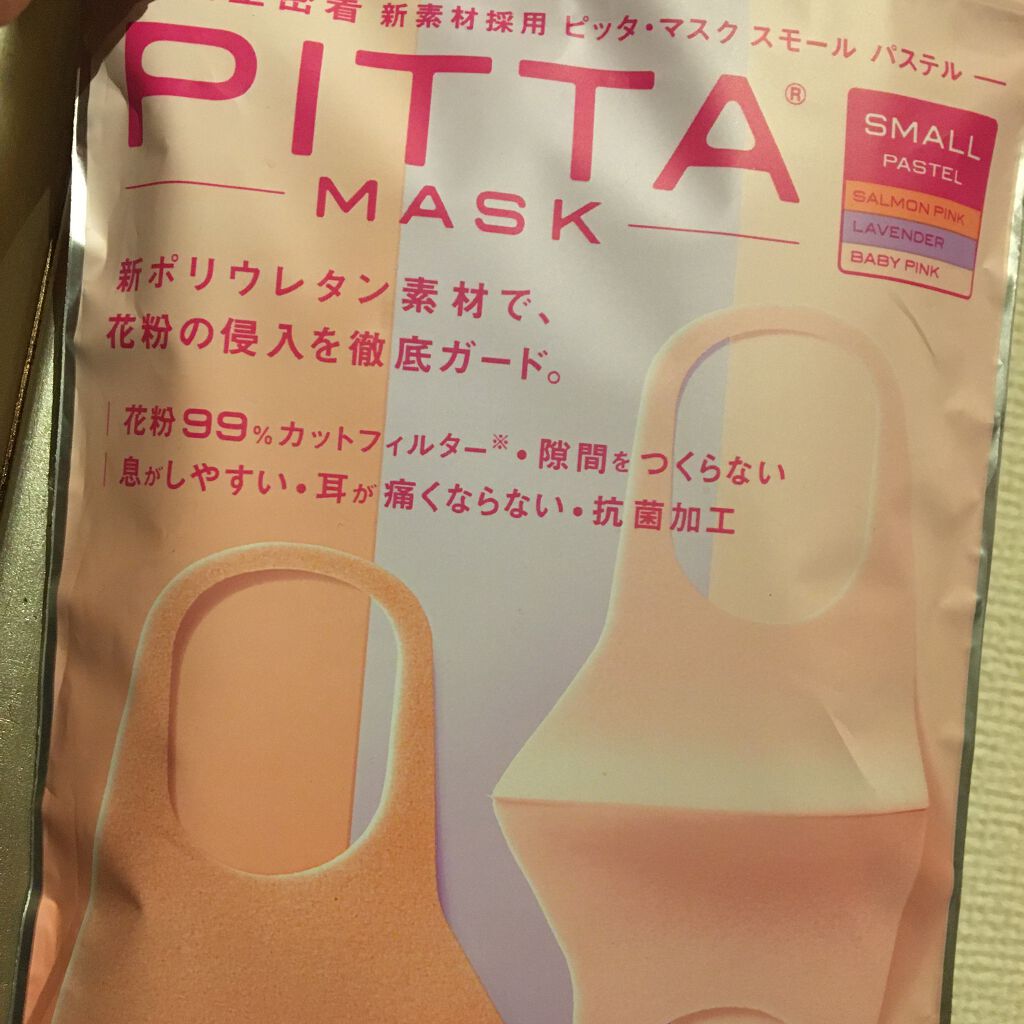 密着 新素材採用 ピッタ・マスク スモール パステル
PITTA®
MASK
SMALL
PASTEL
SALMON PINK
LAVENDER
BABY PINK
新ポリウレタン素材で、
花粉の侵入を徹底ガード。
花粉99%カットフィルター※・隙間をつくらない
息がしやすい・耳が痛くならない・抗菌加工